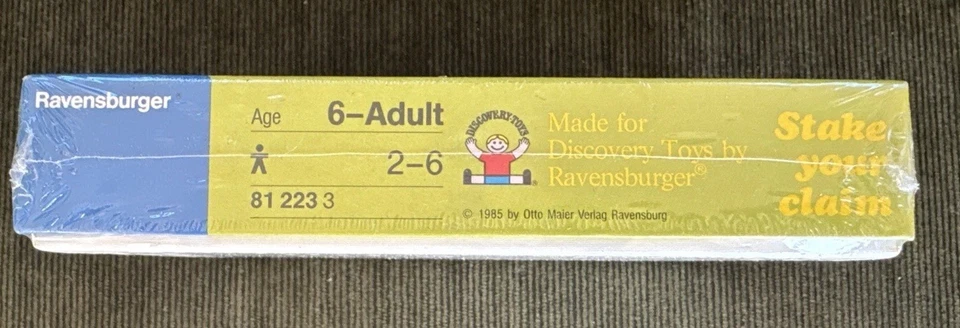 Ravensburger
Age 6–Adult
2–6
81 223 3
DISCOVERY TOYS
®
Made for
Discovery Toys by
Ravensburger®
© 1985 by Otto Maier Verlag Ravensburg
Stake
your
claim